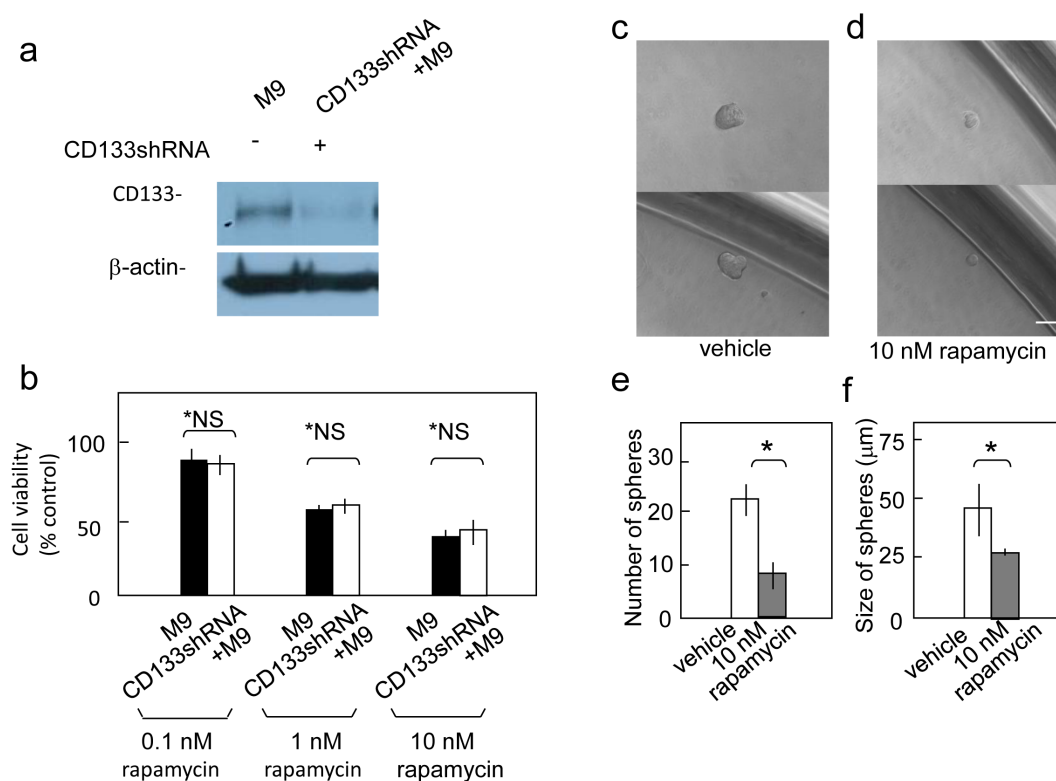 a
M9
CD133shRNA
+M9
CD133shRNA
-
+
CD133-
β-actin-
b
Cell viability
(% control)
100
50
0
*NS
*NS
*NS
M9
CD133shRNA
+M9
M9
CD133shRNA
+M9
M9
CD133shRNA
+M9
0.1 nM
rapamycin
1 nM
rapamycin
10 nM
rapamycin
c
vehicle
d
10 nM rapamycin
e
Number of spheres
30
20
10
0
*
vehicle
10 nM
rapamycin
f
Size of spheres (μm)
75
50
25
0
*
vehicle
10 nM
rapamycin